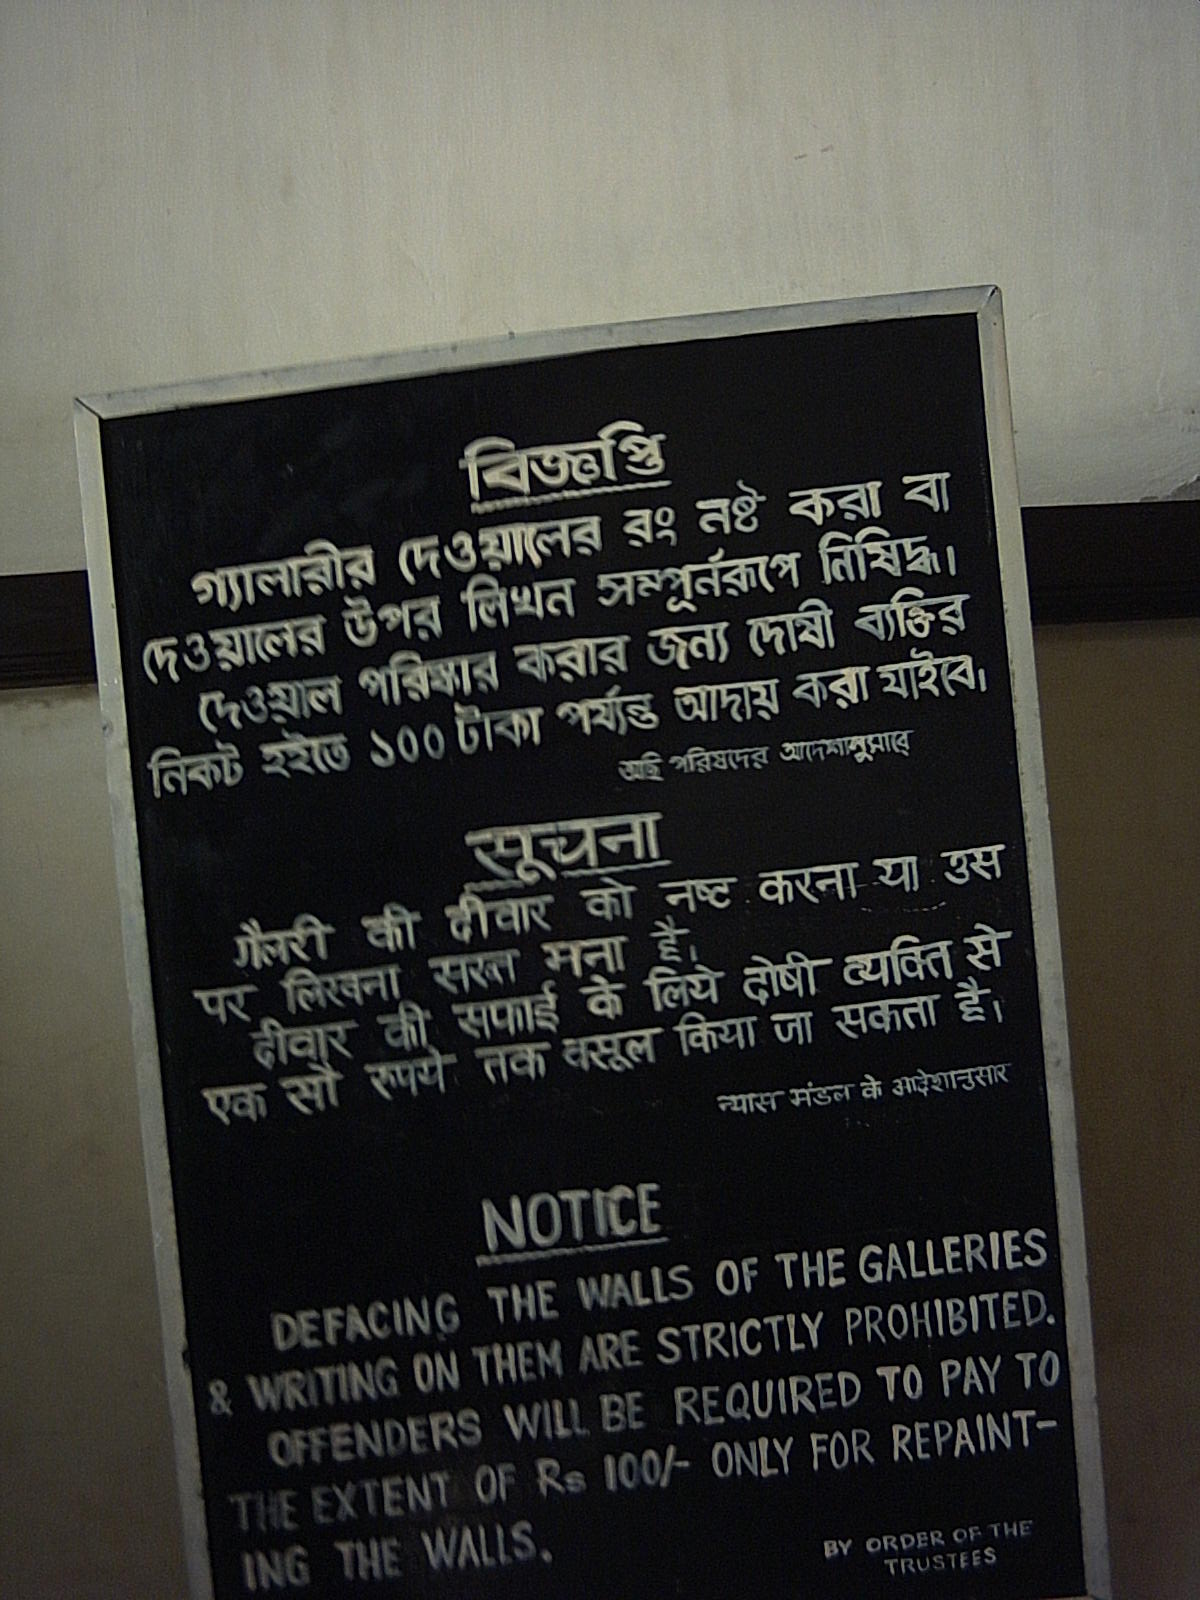 বিজ্ঞপ্তি
গ্যালারীর দেওয়ালের রং নষ্ট করা বা
দেওয়ালের উপর লিখন সম্পূর্নরূপে নিষিদ্ধ।
দেওয়াল পরিষ্কার করার জন্য দোষী ব্যক্তির
নিকট হইতে ১০০ টাকা পর্য্যন্ত আদায় করা যাইবে।
অছি পরিষদের আদেশানুসারে
सूचना
गैलरी की दीवार को नष्ट करना या उस
पर लिखना सख्त मना है।
दीवार की सफाई के लिये दोषी व्यक्ति से
एक सौ रुपये तक वसूल किया जा सकता है।
न्यास मंडल के आदेशानुसार
NOTICE
DEFACING THE WALLS OF THE GALLERIES
& WRITING ON THEM ARE STRICTLY PROHIBITED.
OFFENDERS WILL BE REQUIRED TO PAY TO
THE EXTENT OF Rs 100/- ONLY FOR REPAINT-
ING THE WALLS.
BY ORDER OF THE
TRUSTEES